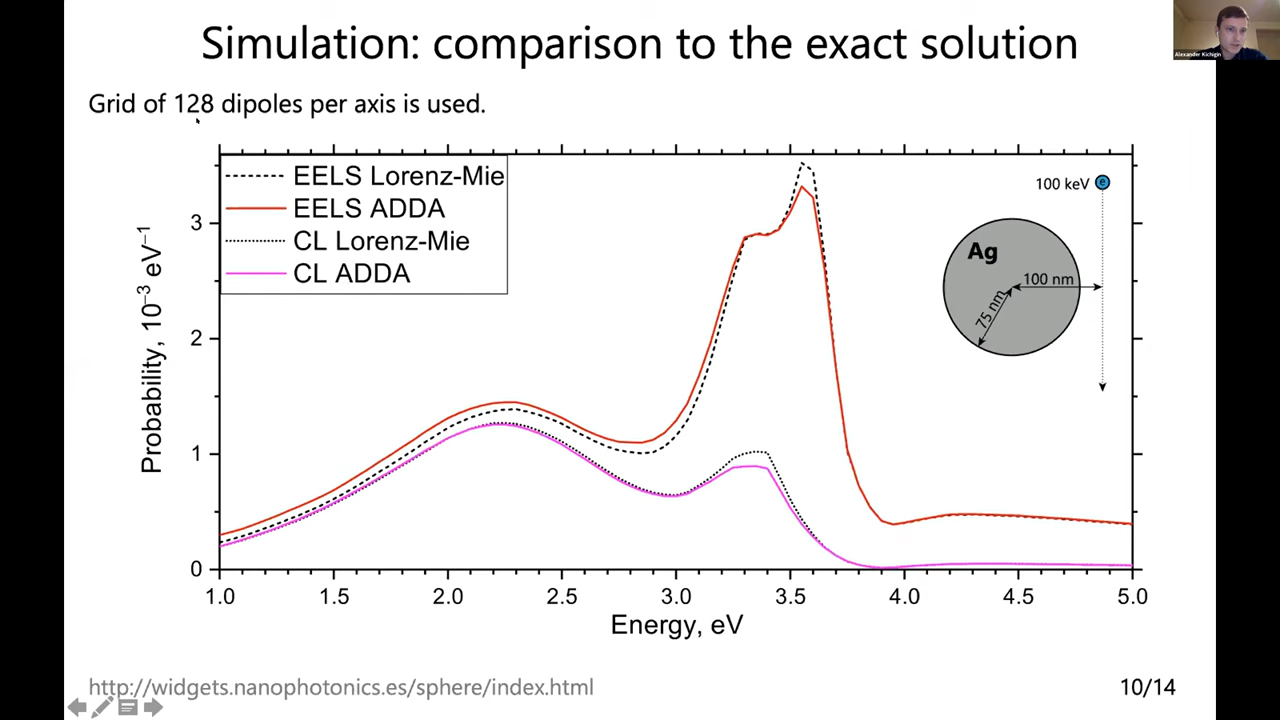 Simulation: comparison to the exact solution
Alexander Kichigin
Grid of 128 dipoles per axis is used.
EELS Lorenz-Mie
EELS ADDA
CL Lorenz-Mie
CL ADDA
100 keV e
Ag
100 nm
75 nm
Probability, 10⁻³ eV⁻¹
3
2
1
0
1.0 1.5 2.0 2.5 3.0 3.5 4.0 4.5 5.0
Energy, eV
http://widgets.nanophotonics.es/sphere/index.html
10/14